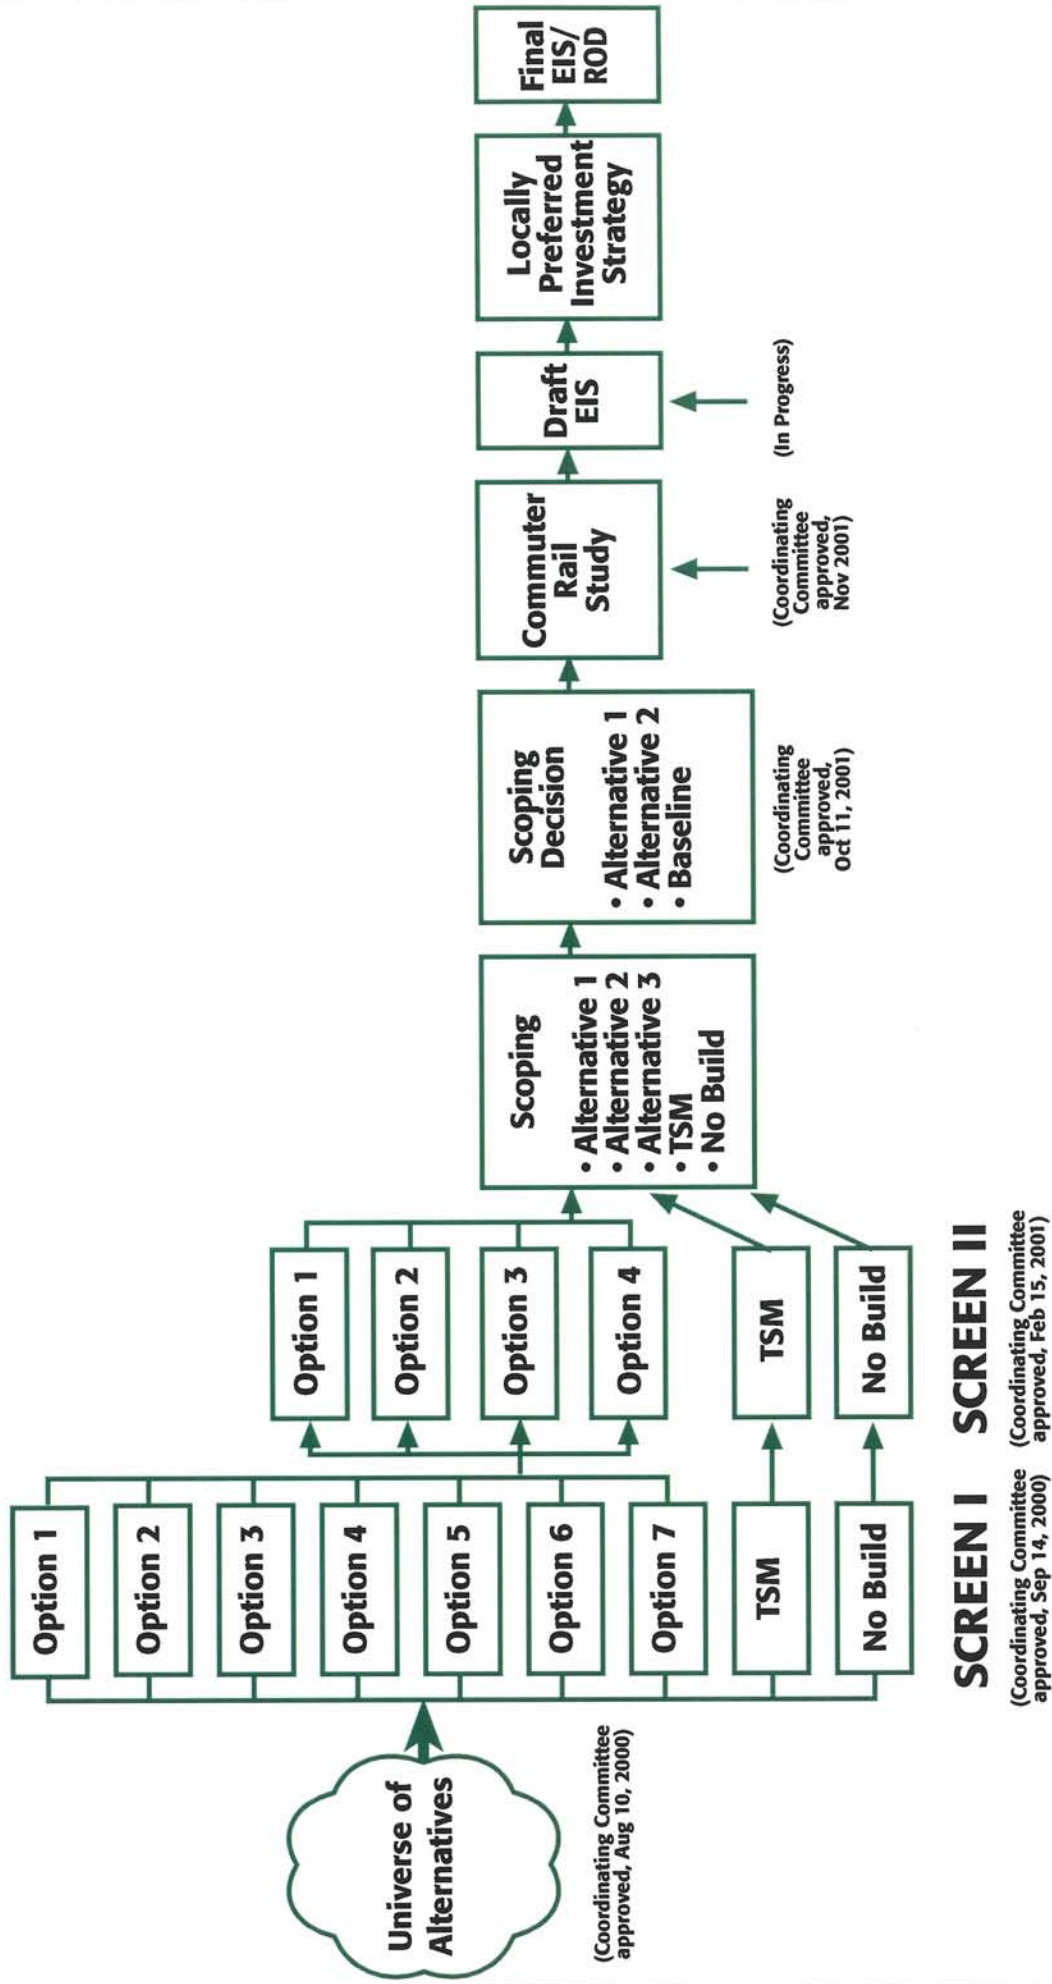 Universe of
Alternatives
(Coordinating Committee
approved, Aug 10, 2000)
Option 1
Option 2
Option 3
Option 4
Option 5
Option 6
Option 7
TSM
No Build
SCREEN I
(Coordinating Committee
approved, Sep 14, 2000)
Option 1
Option 2
Option 3
Option 4
TSM
No Build
SCREEN II
(Coordinating Committee
approved, Feb 15, 2001)
Scoping
• Alternative 1
• Alternative 2
• Alternative 3
• TSM
• No Build
Scoping
Decision
• Alternative 1
• Alternative 2
• Baseline
(Coordinating
Committee
approved,
Oct 11, 2001)
Commuter
Rail
Study
(Coordinating
Committee
approved,
Nov 2001)
Draft
EIS
(In Progress)
Locally
Preferred
Investment
Strategy
Final
EIS/
ROD